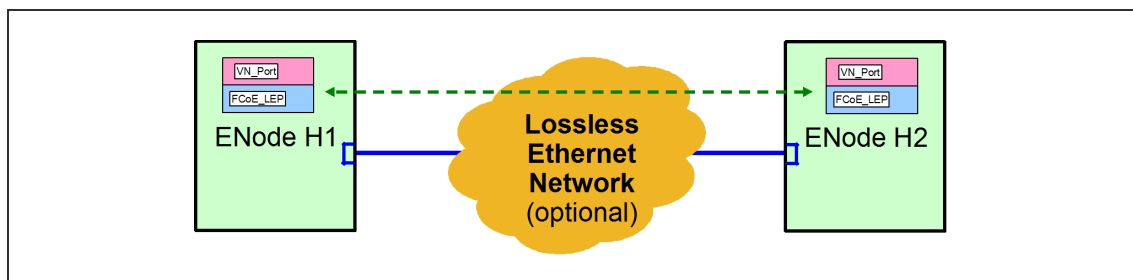 VN_Port
FCoE_LEP
ENode H1
Lossless
Ethernet
Network
(optional)
VN_Port
FCoE_LEP
ENode H2